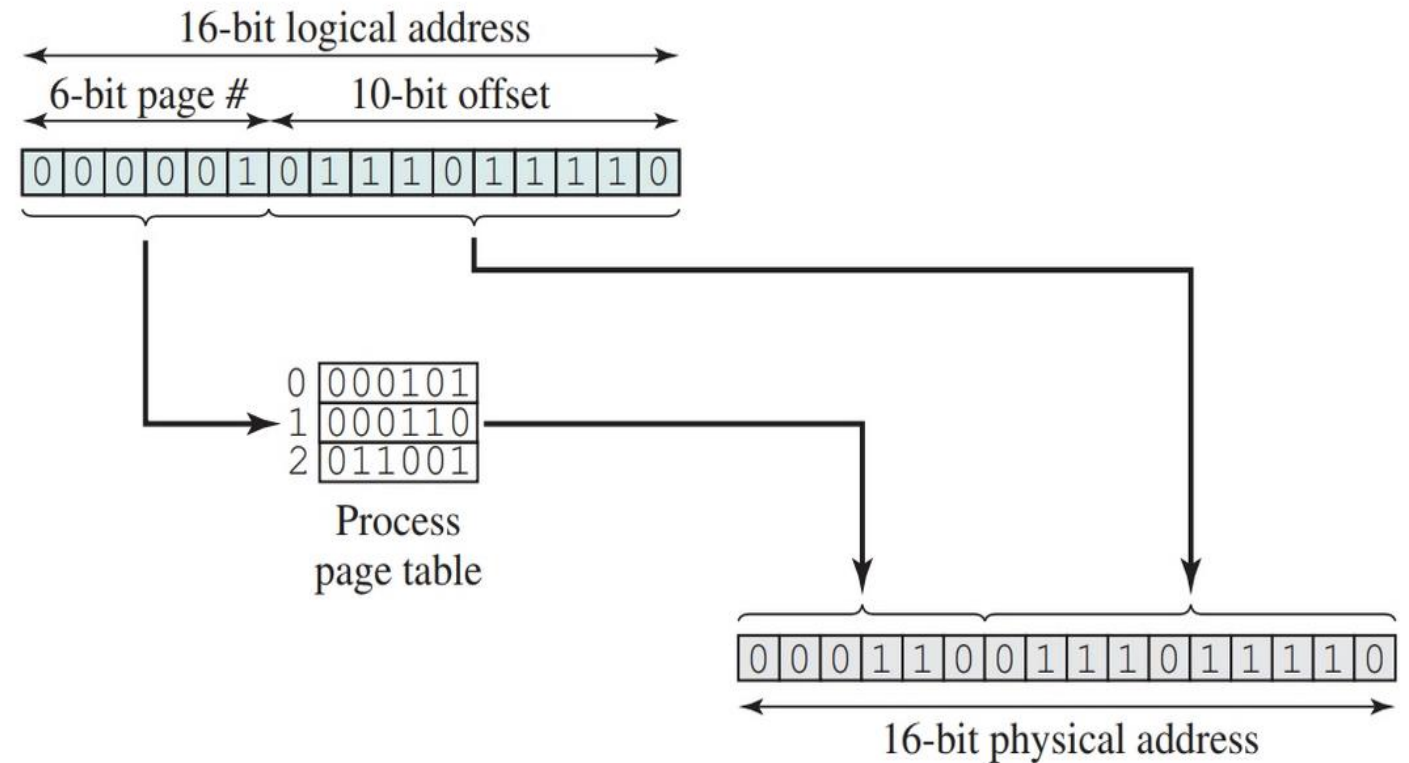 16-bit logical address
6-bit page # 10-bit offset
0 0 0 0 0 1 0 1 1 1 0 1 1 1 1 0
0 000101
1 000110
2 011001
Process
page table
0 0 0 1 1 0 0 1 1 1 0 1 1 1 1 0
16-bit physical address